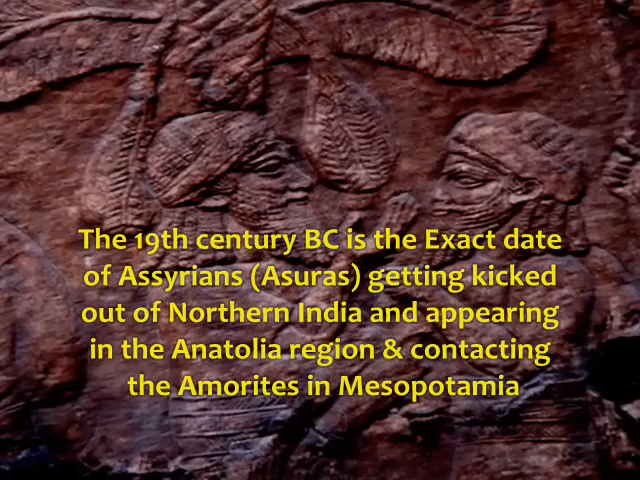 The 19th century BC is the Exact date
of Assyrians (Asuras) getting kicked
out of Northern India and appearing
in the Anatolia region & contacting
the Amorites in Mesopotamia